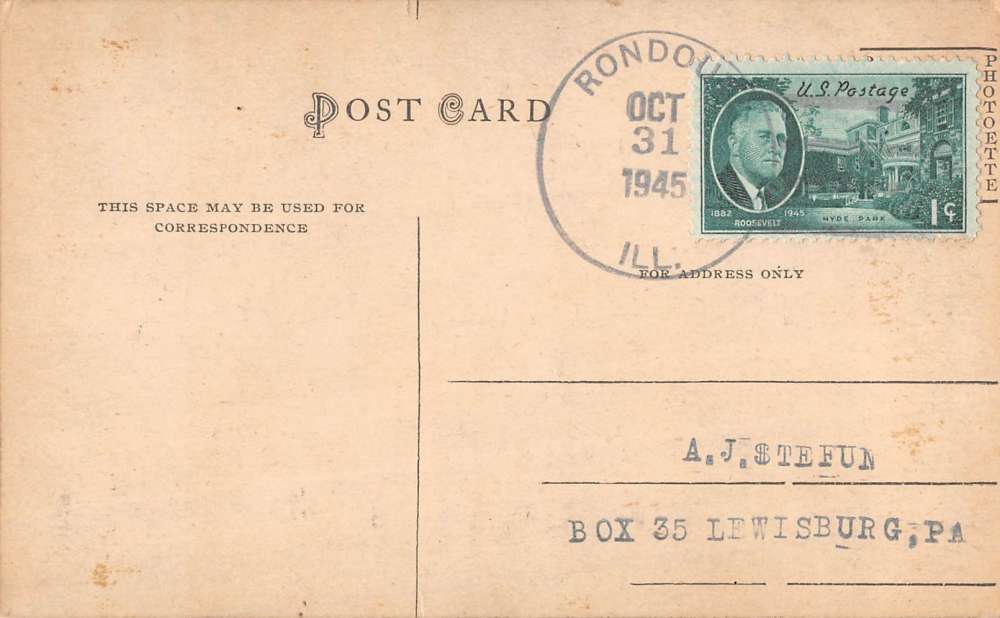 POST CARD
THIS SPACE MAY BE USED FOR
CORRESPONDENCE
OCT
31
1945
ILL.
U.S. Postage
1882 1945
ROOSEVELT
HYDE PARK
1¢
PHOTOETTE
FOR ADDRESS ONLY
A.J.STEFUN
BOX 35 LEWISBURG, PA